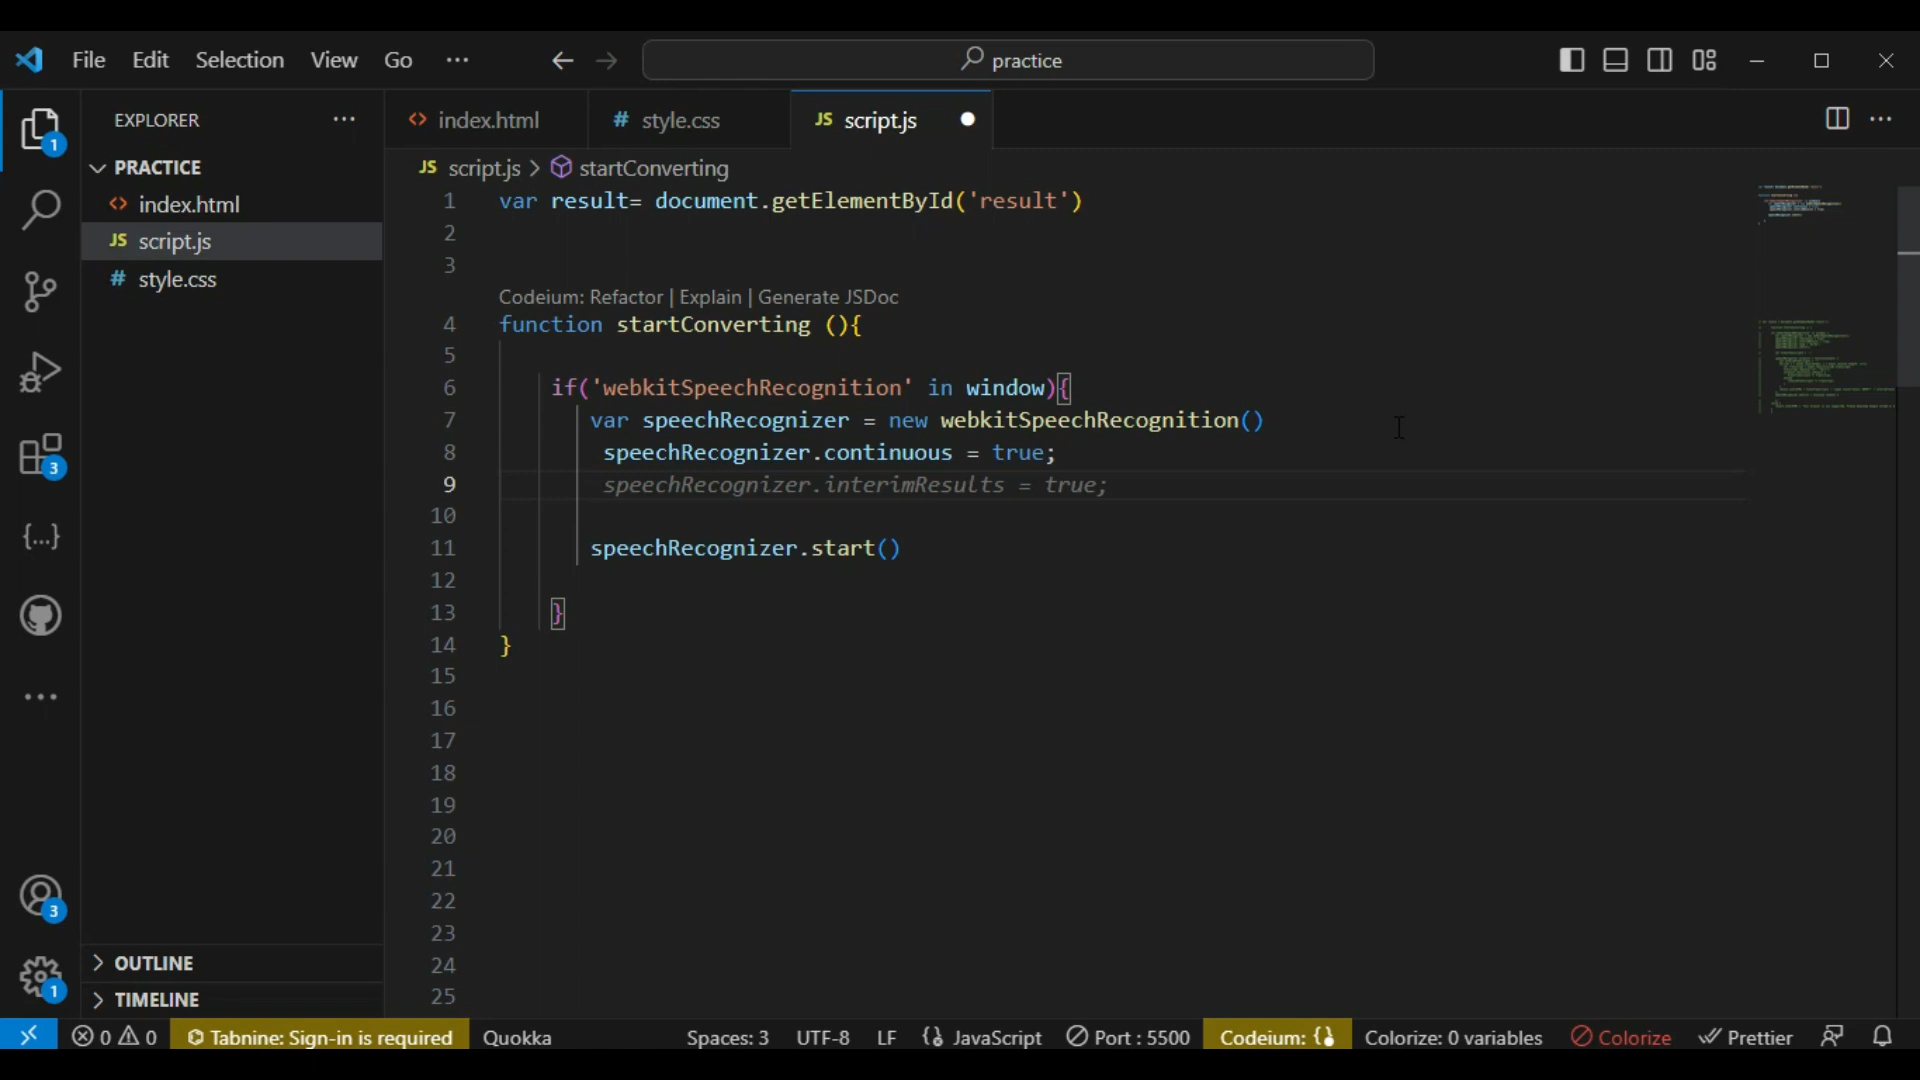 File Edit Selection View Go ··· practice
EXPLORER ···
index.html
# style.css
JS script.js
PRACTICE
index.html
JS script.js
# style.css
JS script.js > startConverting
1 var result= document.getElementById('result')
2
3
Codeium: Refactor | Explain | Generate JSDoc
4 function startConverting (){
5
6 if('webkitSpeechRecognition' in window){
7 var speechRecognizer = new webkitSpeechRecognition()
8 speechRecognizer.continuous = true;
9 speechRecognizer.interimResults = true;
10
11 speechRecognizer.start()
12
13 }
14 }
15
16
17
18
19
20
21
22
23
24
25
1
3
3
1
OUTLINE
TIMELINE
0 0 Tabnine: Sign-in is required Quokka Spaces: 3 UTF-8 LF JavaScript Port : 5500 Codeium: {} Colorize: 0 variables Colorize Prettier